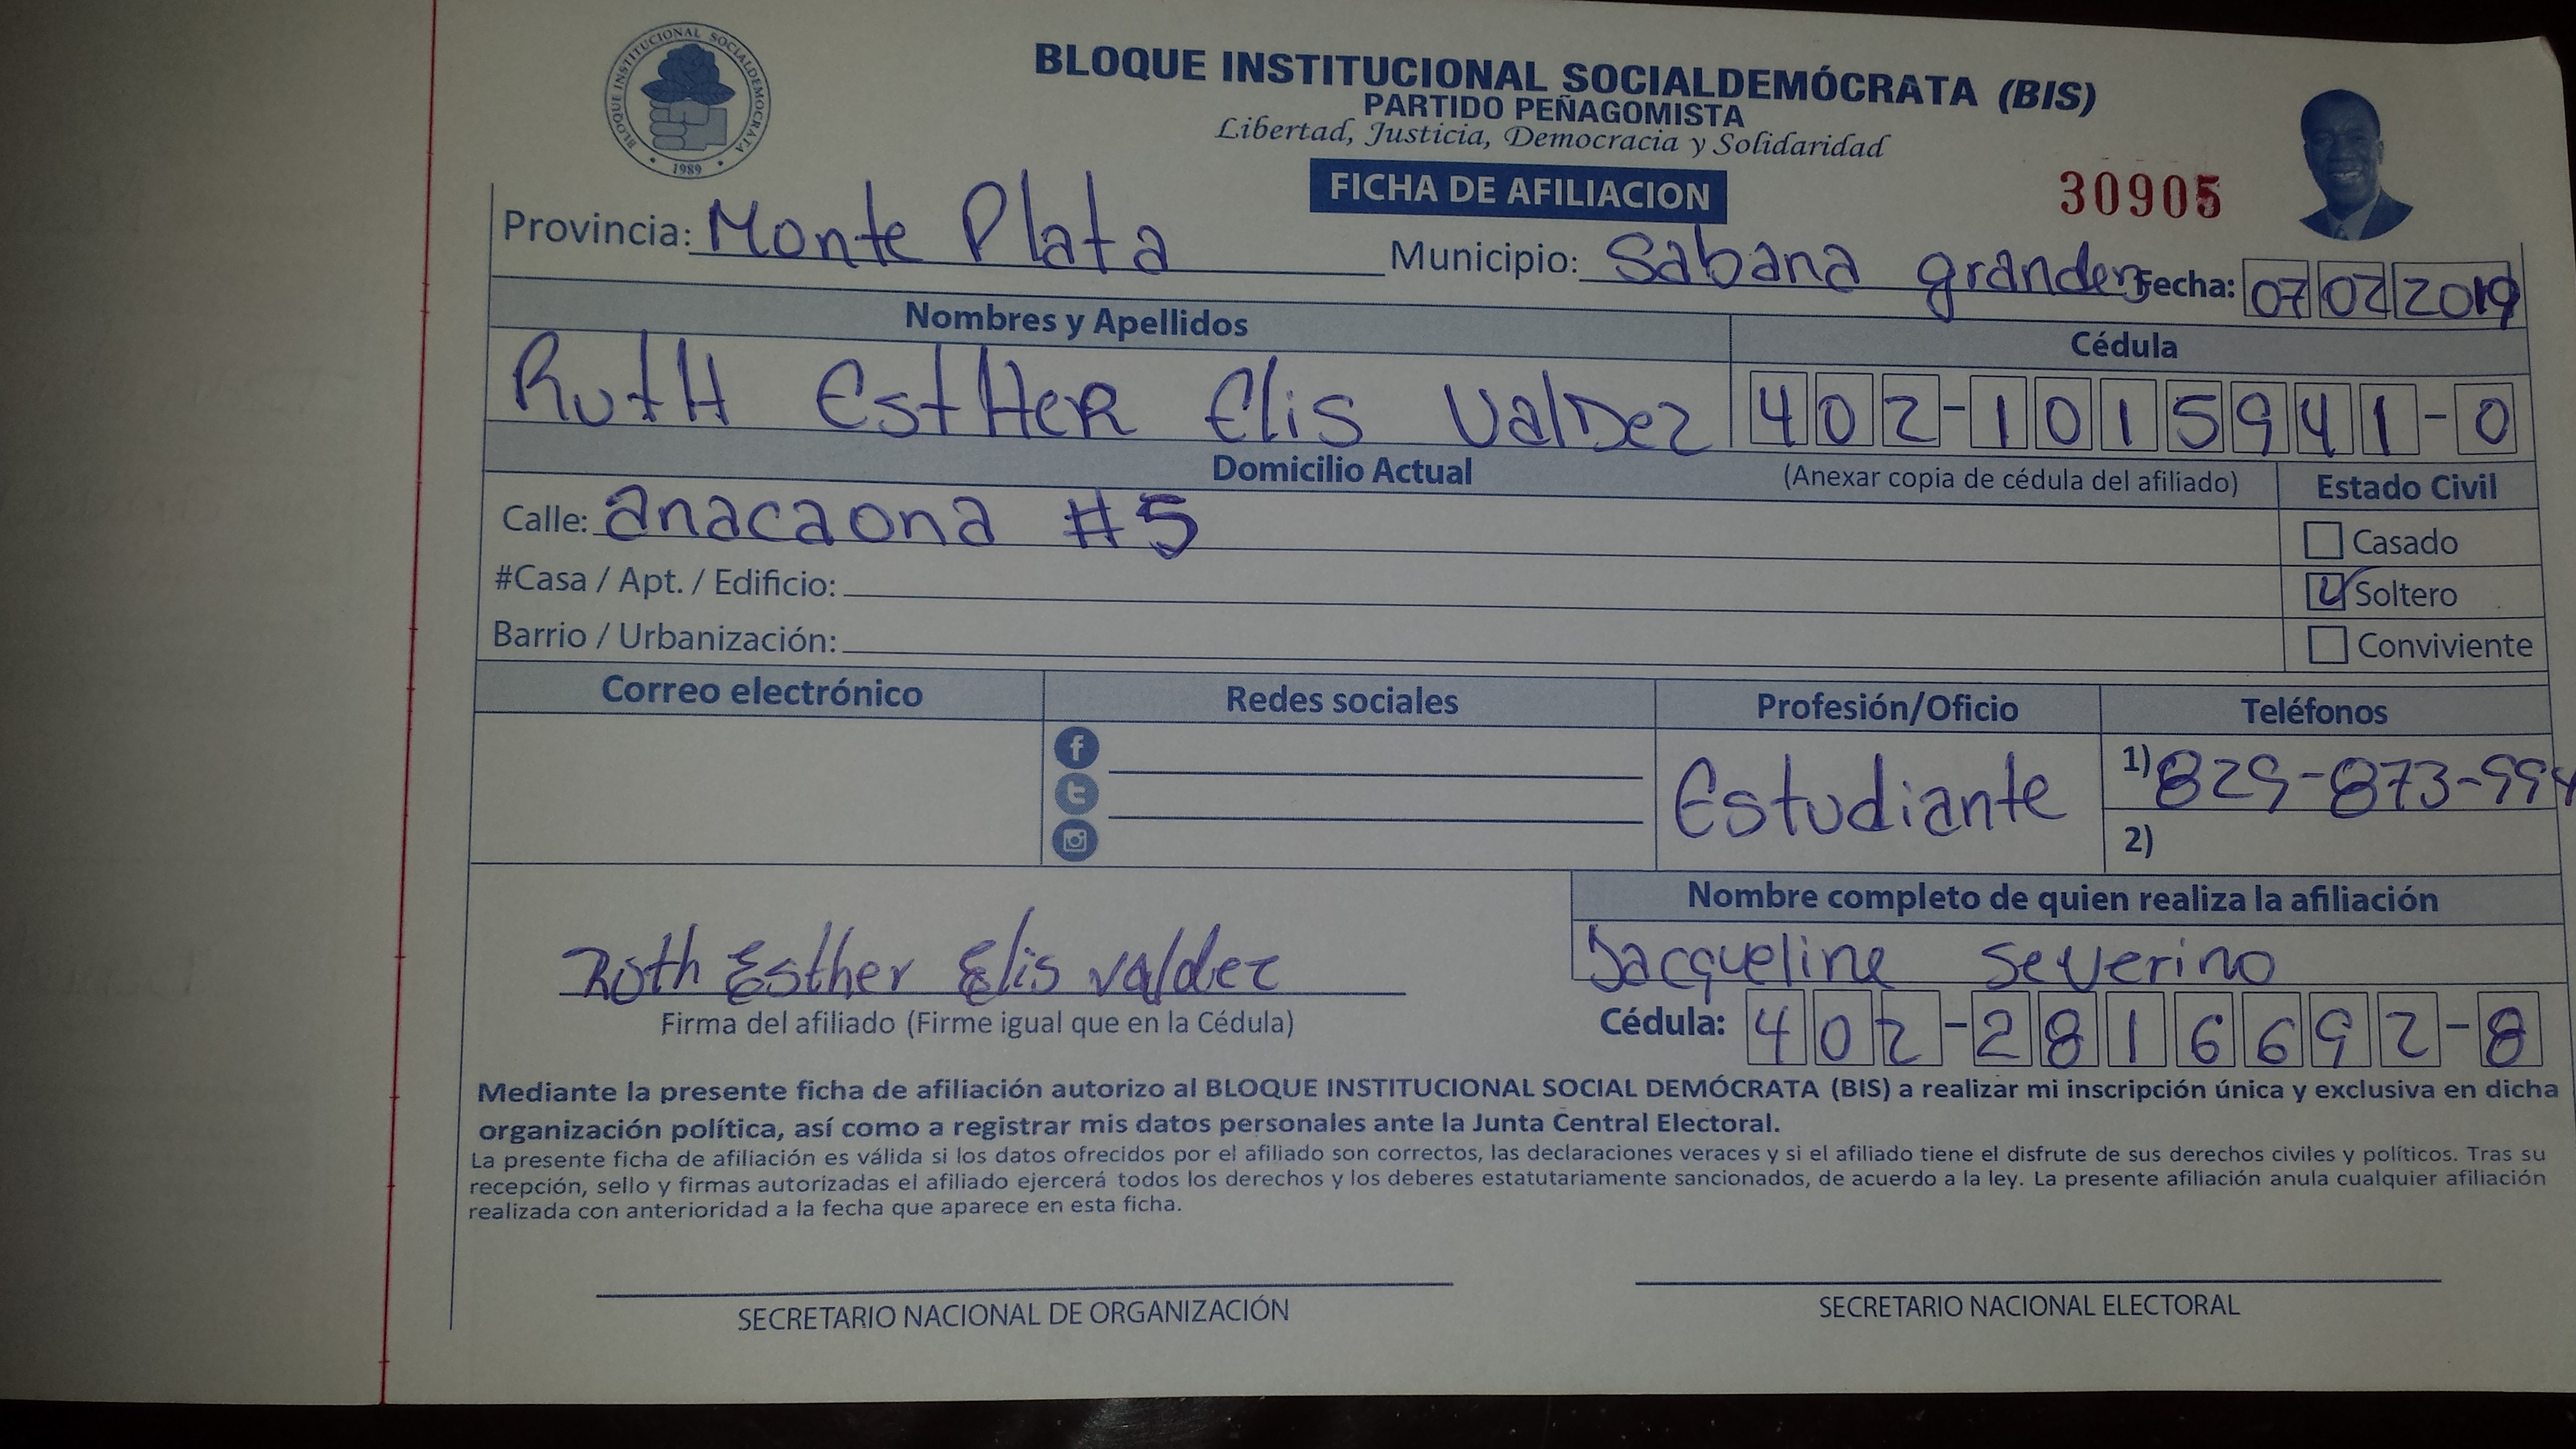 BLOQUE INSTITUCIONAL SOCIALDEMOCRATA
1989
BLOQUE INSTITUCIONAL SOCIALDEMÓCRATA (BIS)
PARTIDO PEÑAGOMISTA
Libertad, Justicia, Democracia y Solidaridad
FICHA DE AFILIACION
30905
Provincia: Monte Plata Municipio: Sabana grande Fecha: 07 02 2019
Nombres y Apellidos Cédula
RutH EstHeR Elis ValDez 402-1015941-0
Domicilio Actual (Anexar copia de cédula del afiliado) Estado Civil
Calle: anacaona #5 Casado
#Casa / Apt. / Edificio: Soltero
Barrio / Urbanización: Conviviente
Correo electrónico Redes sociales Profesión/Oficio Teléfonos
Estudiante 1) 829-873-994
2)
Nombre completo de quien realiza la afiliación
Ruth Esther Elis valdez Jacqueline Severino
Firma del afiliado (Firme igual que en la Cédula) Cédula: 402-2816692-8
Mediante la presente ficha de afiliación autorizo al BLOQUE INSTITUCIONAL SOCIAL DEMÓCRATA (BIS) a realizar mi inscripción única y exclusiva en dicha
organización política, así como a registrar mis datos personales ante la Junta Central Electoral.
La presente ficha de afiliación es válida si los datos ofrecidos por el afiliado son correctos, las declaraciones veraces y si el afiliado tiene el disfrute de sus derechos civiles y políticos. Tras su
recepción, sello y firmas autorizadas el afiliado ejercerá todos los derechos y los deberes estatutariamente sancionados, de acuerdo a la ley. La presente afiliación anula cualquier afiliación
realizada con anterioridad a la fecha que aparece en esta ficha.
SECRETARIO NACIONAL DE ORGANIZACIÓN SECRETARIO NACIONAL ELECTORAL